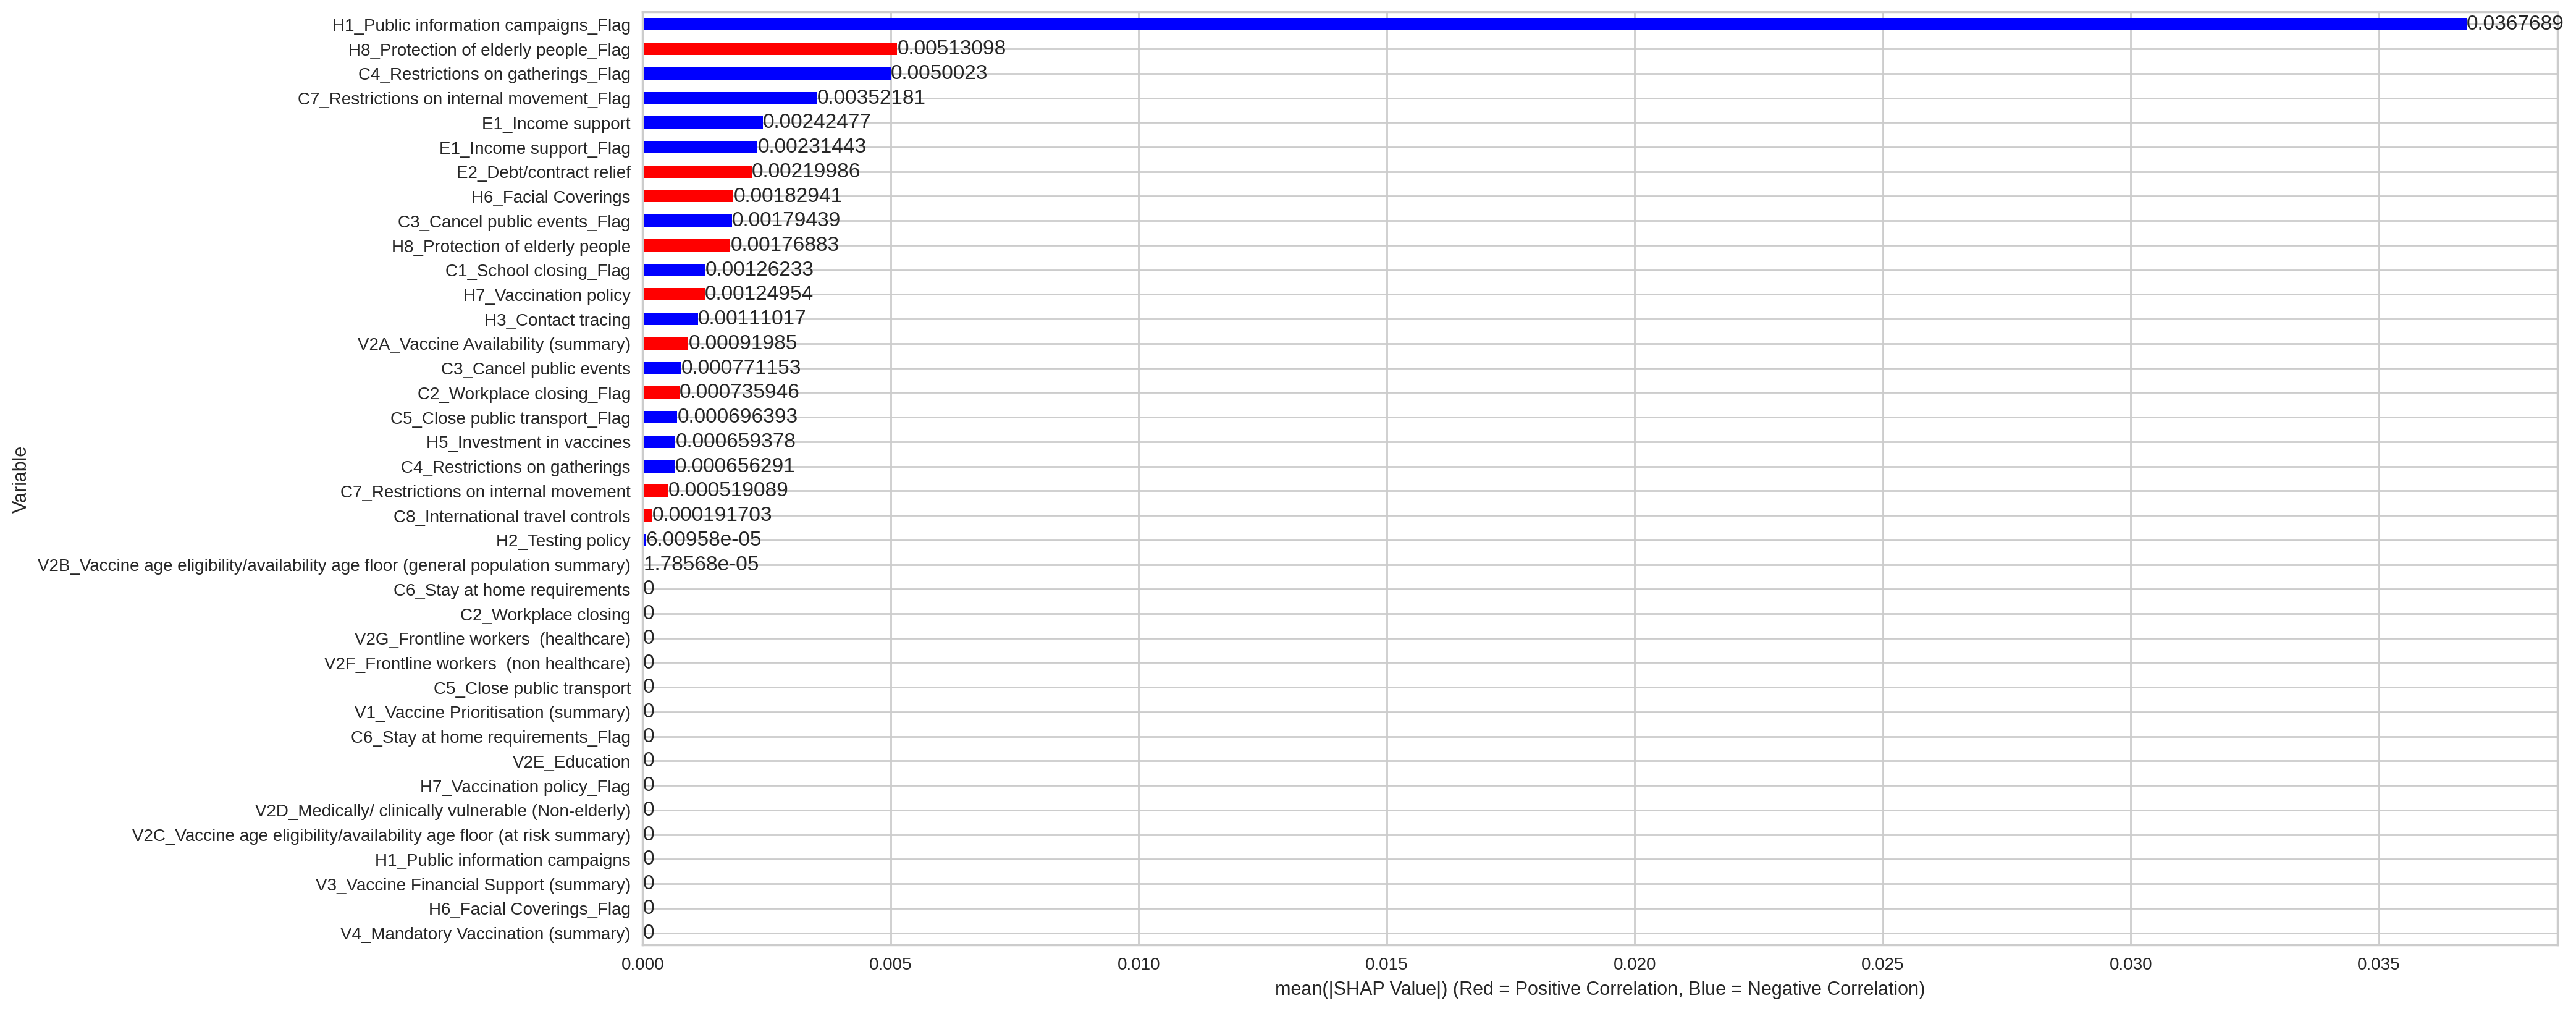 H1_Public information campaigns_Flag 0.0367689
H8_Protection of elderly people_Flag 0.00513098
C4_Restrictions on gatherings_Flag 0.0050023
C7_Restrictions on internal movement_Flag 0.00352181
E1_Income support 0.00242477
E1_Income support_Flag 0.00231443
E2_Debt/contract relief 0.00219986
H6_Facial Coverings 0.00182941
C3_Cancel public events_Flag 0.00179439
H8_Protection of elderly people 0.00176883
C1_School closing_Flag 0.00126233
H7_Vaccination policy 0.00124954
H3_Contact tracing 0.00111017
V2A_Vaccine Availability (summary) 0.00091985
C3_Cancel public events 0.000771153
C2_Workplace closing_Flag 0.000735946
C5_Close public transport_Flag 0.000696393
H5_Investment in vaccines 0.000659378
C4_Restrictions on gatherings 0.000656291
C7_Restrictions on internal movement 0.000519089
C8_International travel controls 0.000191703
H2_Testing policy 6.00958e-05
V2B_Vaccine age eligibility/availability age floor (general population summary) 1.78568e-05
C6_Stay at home requirements 0
C2_Workplace closing 0
V2G_Frontline workers  (healthcare) 0
V2F_Frontline workers  (non healthcare) 0
C5_Close public transport 0
V1_Vaccine Prioritisation (summary) 0
C6_Stay at home requirements_Flag 0
V2E_Education 0
H7_Vaccination policy_Flag 0
V2D_Medically/ clinically vulnerable (Non-elderly) 0
V2C_Vaccine age eligibility/availability age floor (at risk summary) 0
H1_Public information campaigns 0
V3_Vaccine Financial Support (summary) 0
H6_Facial Coverings_Flag 0
V4_Mandatory Vaccination (summary) 0
Variable
0.000 0.005 0.010 0.015 0.020 0.025 0.030 0.035
mean(|SHAP Value|) (Red = Positive Correlation, Blue = Negative Correlation)